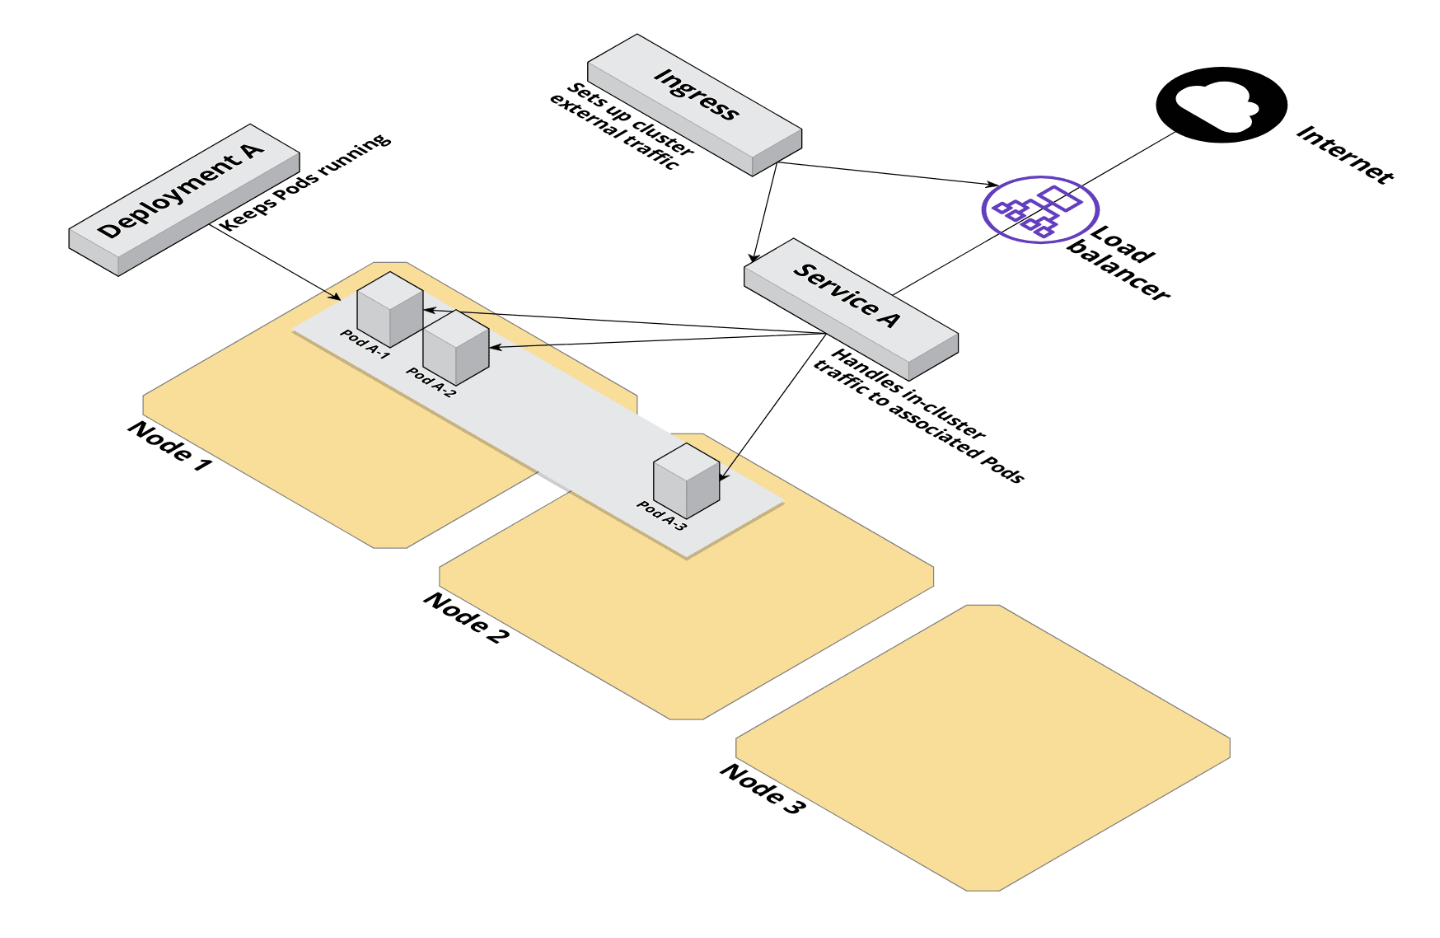 Ingress
Sets up cluster
external traffic
Internet
Deployment A
Keeps Pods running
Load
balancer
Service A
Handles in-cluster
traffic to associated Pods
Pod A-1
Pod A-2
Pod A-3
Node 1
Node 2
Node 3